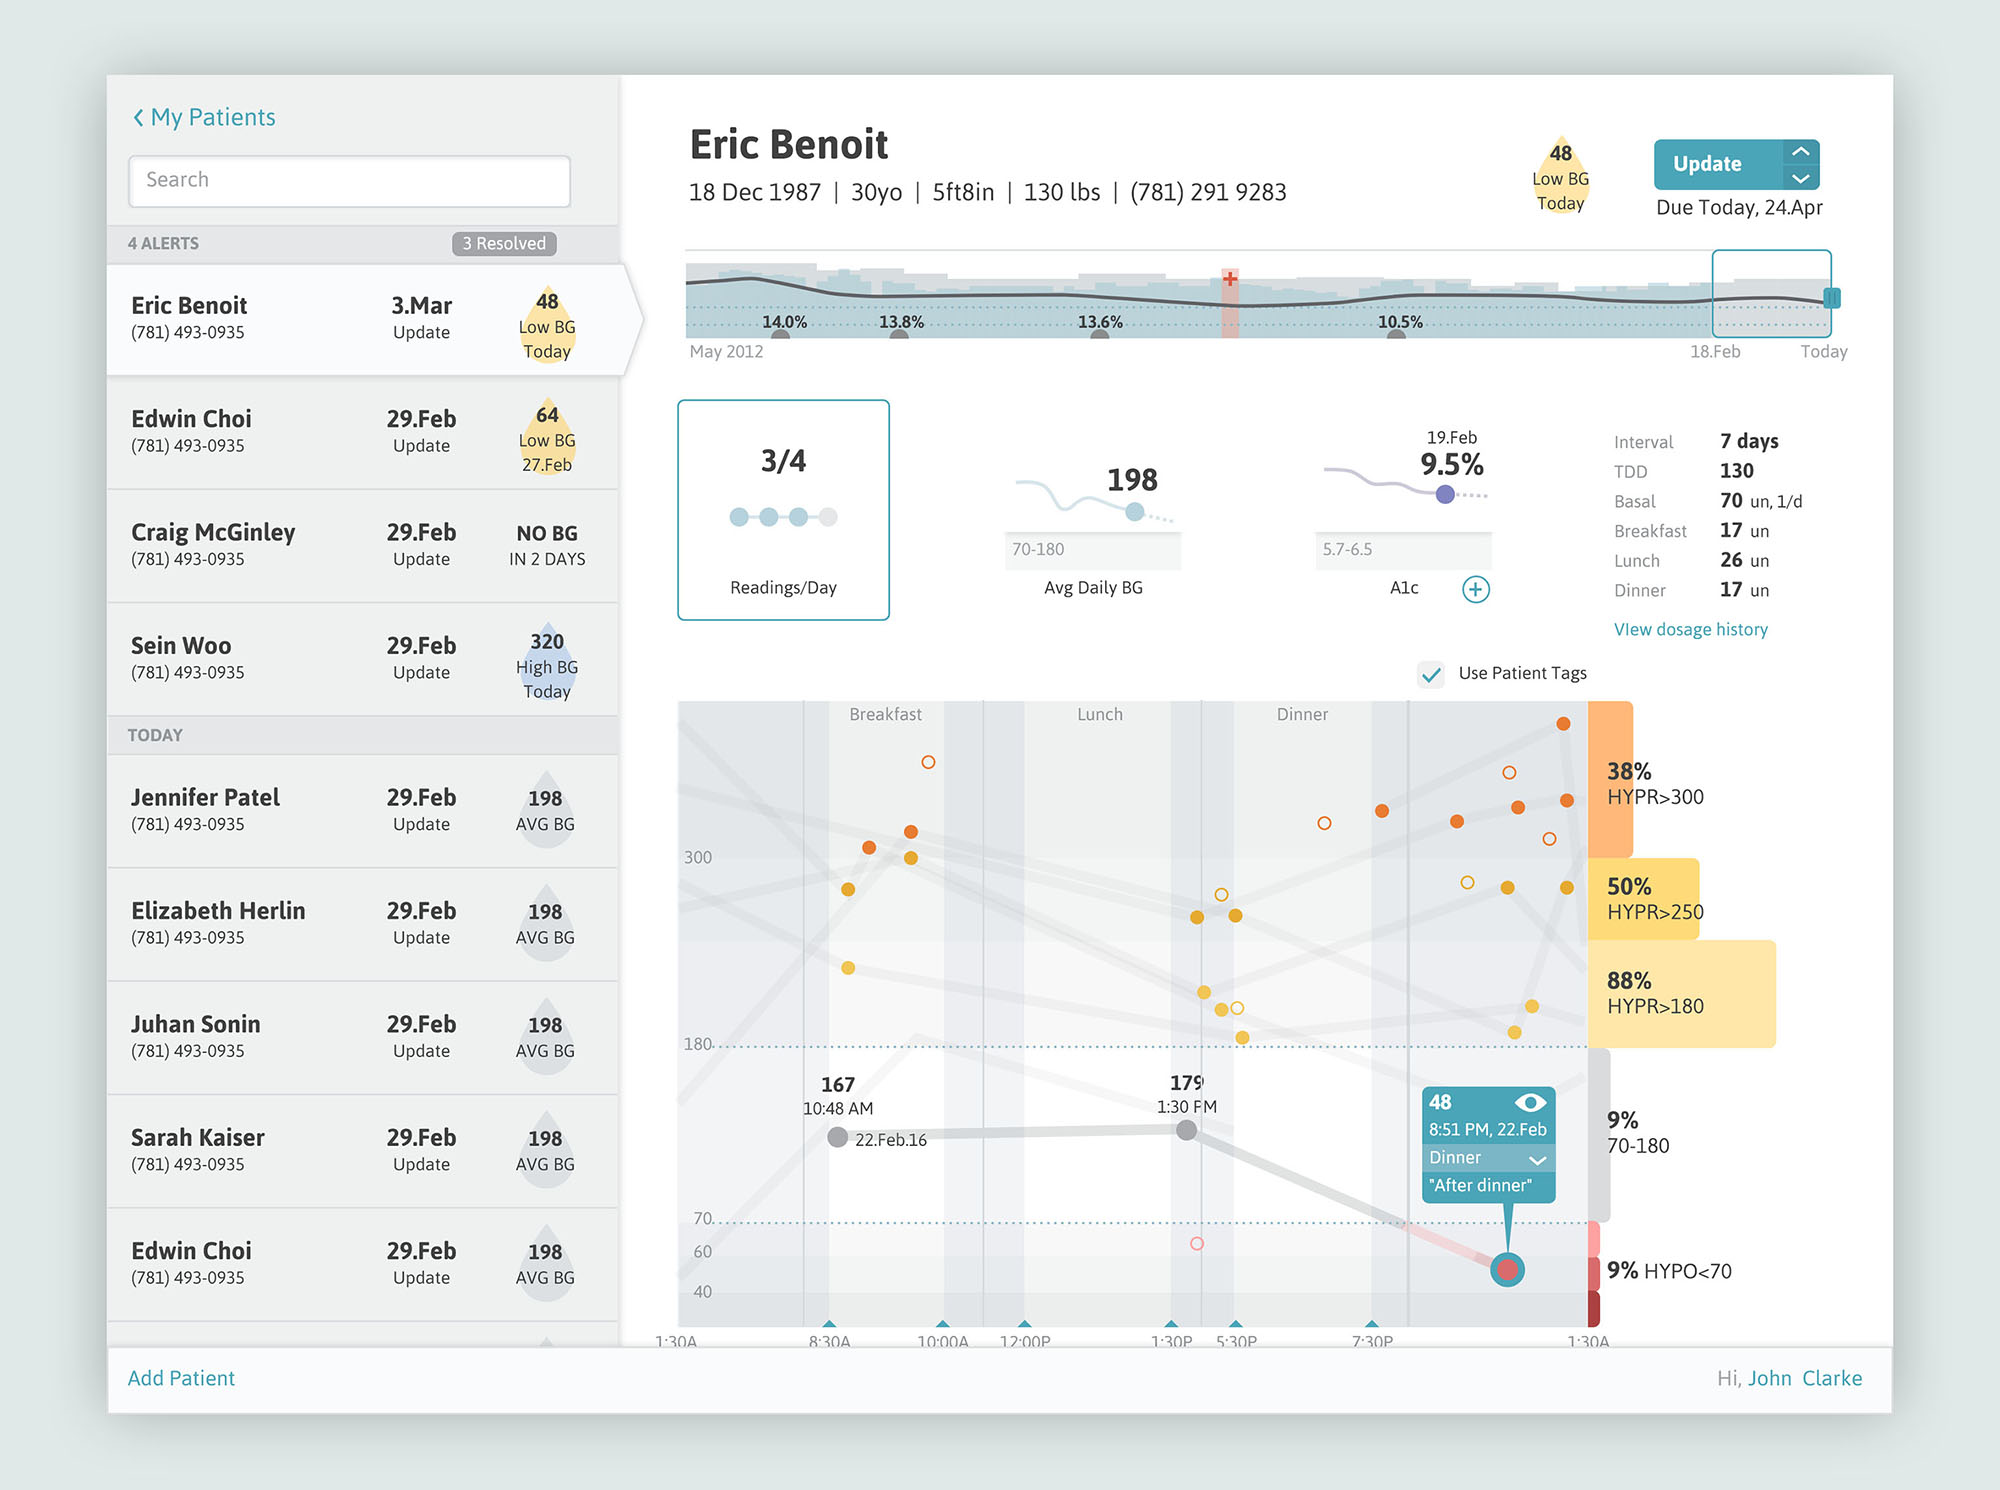 My Patients
Search
4 ALERTS
3 Resolved
Eric Benoit
(781) 493-0935
3.Mar
Update
48
Low BG
Today
Edwin Choi
(781) 493-0935
29.Feb
Update
64
Low BG
27.Feb
Craig McGinley
(781) 493-0935
29.Feb
Update
NO BG
IN 2 DAYS
Sein Woo
(781) 493-0935
29.Feb
Update
320
High BG
Today
TODAY
Jennifer Patel
(781) 493-0935
29.Feb
Update
198
AVG BG
Elizabeth Herlin
(781) 493-0935
29.Feb
Update
198
AVG BG
Juhan Sonin
(781) 493-0935
29.Feb
Update
198
AVG BG
Sarah Kaiser
(781) 493-0935
29.Feb
Update
198
AVG BG
Edwin Choi
(781) 493-0935
29.Feb
Update
198
AVG BG
Eric Benoit
18 Dec 1987 | 30yo | 5ft8in | 130 lbs | (781) 291 9283
48
Low BG
Today
Update
Due Today, 24.Apr
14.0%
13.8%
13.6%
10.5%
May 2012
18.Feb
Today
3/4
Readings/Day
198
70-180
Avg Daily BG
19.Feb
9.5%
5.7-6.5
A1c
Interval 7 days
TDD 130
Basal 70 un, 1/d
Breakfast 17 un
Lunch 26 un
Dinner 17 un
VIew dosage history
Use Patient Tags
Breakfast
Lunch
Dinner
300
180
70
60
40
167
10:48 AM
22.Feb.16
179
1:30 PM
48
8:51 PM, 22.Feb
Dinner
"After dinner"
38%
HYPR>300
50%
HYPR>250
88%
HYPR>180
9%
70-180
9% HYPO<70
1:30A
8:30A
10:00A
12:00P
1:30P
5:30P
7:30P
1:30A
Add Patient
Hi, John Clarke